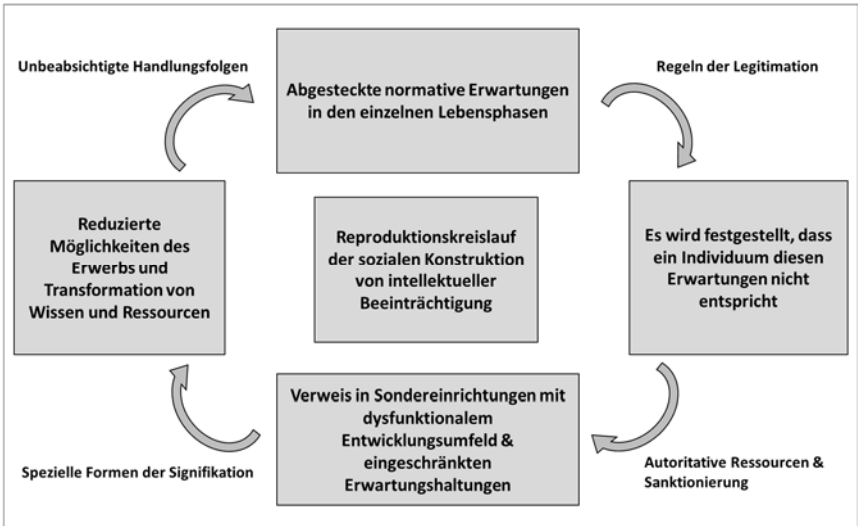 Unbeabsichtigte Handlungsfolgen
Abgesteckte normative Erwartungen
in den einzelnen Lebensphasen
Regeln der Legitimation
Reduzierte
Möglichkeiten des
Erwerbs und
Transformation von
Wissen und Ressourcen
Reproduktionskreislauf
der sozialen Konstruktion
von intellektueller
Beeinträchtigung
Es wird festgestellt, dass
ein Individuum diesen
Erwartungen nicht
entspricht
Verweis in Sondereinrichtungen mit
dysfunktionalem
Entwicklungsumfeld &
eingeschränkten
Erwartungshaltungen
Spezielle Formen der Signifikation
Autoritative Ressourcen &
Sanktionierung